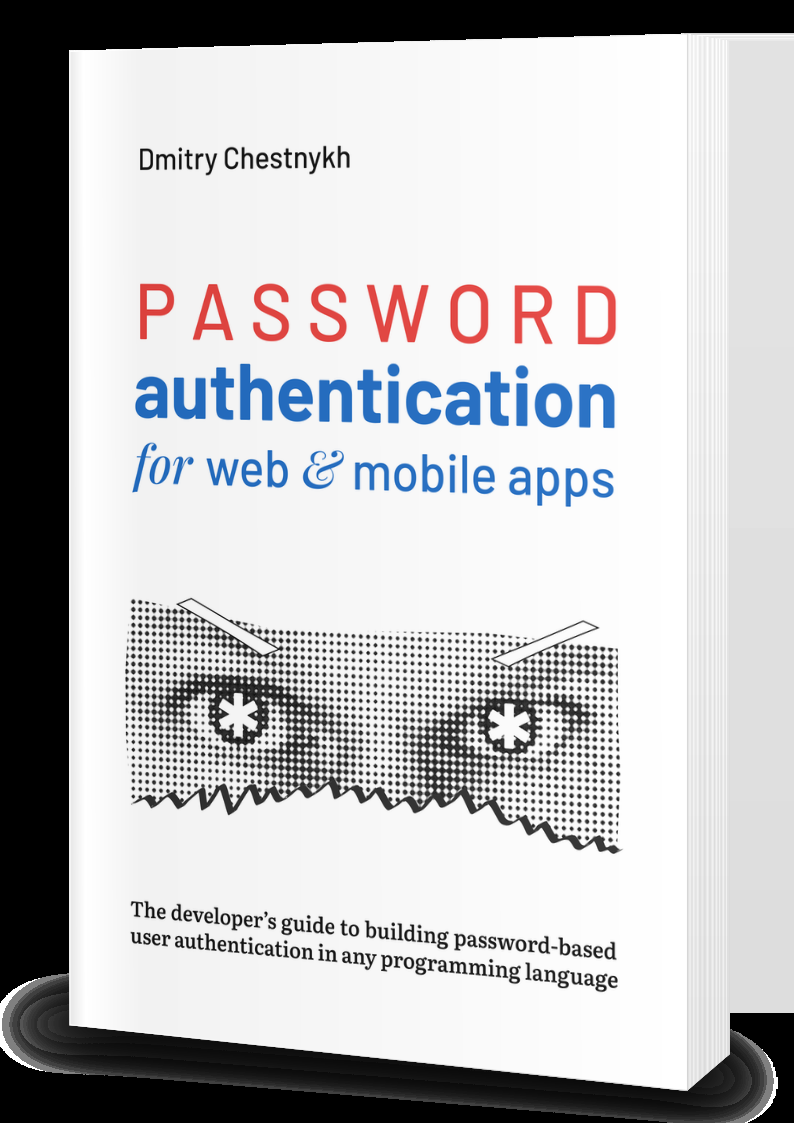 Dmitry Chestnykh
PASSWORD
authentication
for web & mobile apps
The developer’s guide to building password-based
user authentication in any programming language